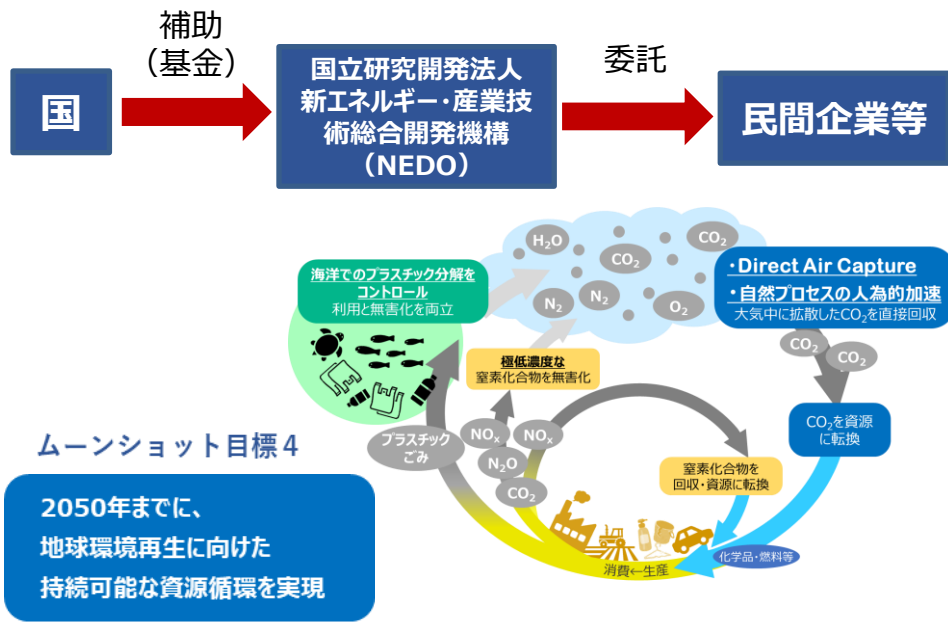 補助
（基金）
国
国立研究開発法人
新エネルギー・産業技
術総合開発機構
（NEDO）
委託
民間企業等
H₂O
CO₂
CO₂
N₂
N₂
O₂
海洋でのプラスチック分解を
コントロール
利用と無害化を両立
・Direct Air Capture
・自然プロセスの人為的加速
大気中に拡散したCO₂を直接回収
CO₂
CO₂
極低濃度な
窒素化合物を無害化
CO₂を資源
に転換
プラスチック
ごみ
NOx
NOx
N₂O
CO₂
窒素化合物を
回収・資源に転換
化学品・燃料等
消費←生産
ムーンショット目標４
2050年までに、
地球環境再生に向けた
持続可能な資源循環を実現